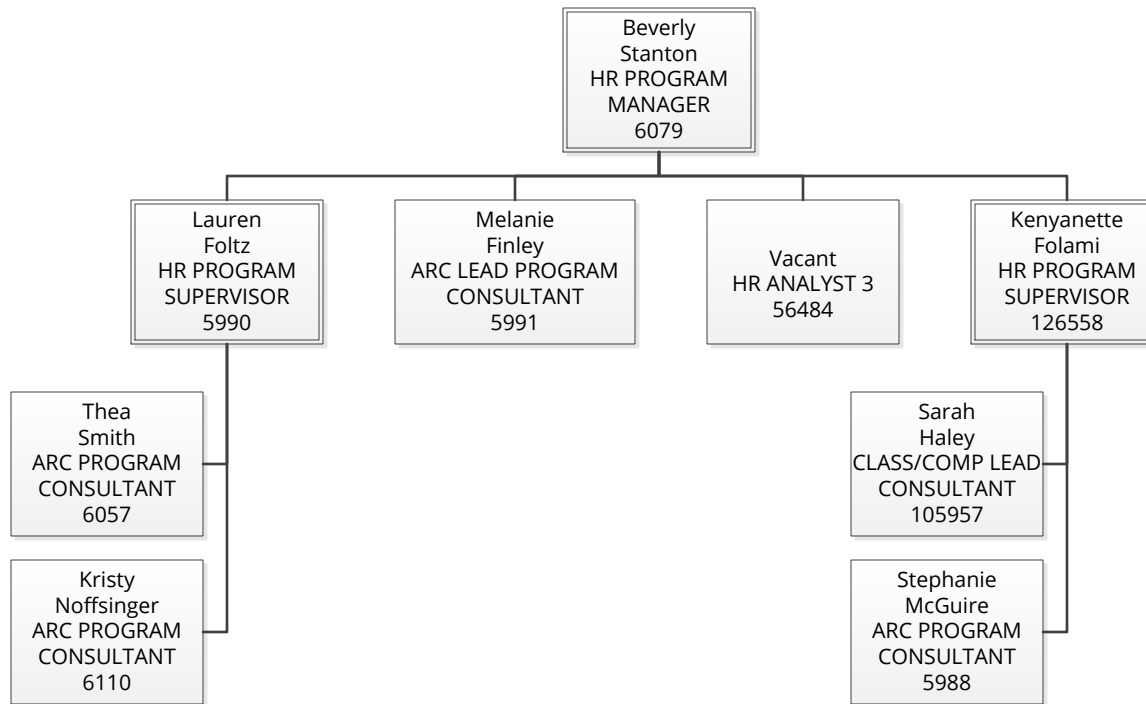 Beverly
Stanton
HR PROGRAM
MANAGER
6079
Lauren
Foltz
HR PROGRAM
SUPERVISOR
5990
Melanie
Finley
ARC LEAD PROGRAM
CONSULTANT
5991
Vacant
HR ANALYST 3
56484
Kenyanette
Folami
HR PROGRAM
SUPERVISOR
126558
Thea
Smith
ARC PROGRAM
CONSULTANT
6057
Sarah
Haley
CLASS/COMP LEAD
CONSULTANT
105957
Kristy
Noffsinger
ARC PROGRAM
CONSULTANT
6110
Stephanie
McGuire
ARC PROGRAM
CONSULTANT
5988